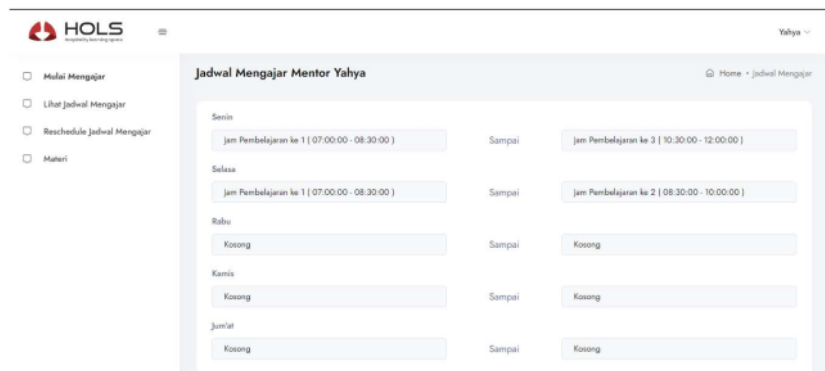 HOLS
Yahya
Mulai Mengajar
Lihat Jadwal Mengajar
Reschedule Jadwal Mengajar
Materi
Jadwal Mengajar Mentor Yahya
Home • Jadwal Mengajar
Senin
Jam Pembelajaran ke 1 ( 07:00:00 - 08:30:00 ) Sampai Jam Pembelajaran ke 3 ( 10:30:00 - 12:00:00 )
Selasa
Jam Pembelajaran ke 1 ( 07:00:00 - 08:30:00 ) Sampai Jam Pembelajaran ke 2 ( 08:30:00 - 10:00:00 )
Rabu
Kosong Sampai Kosong
Kamis
Kosong Sampai Kosong
Jum'at
Kosong Sampai Kosong